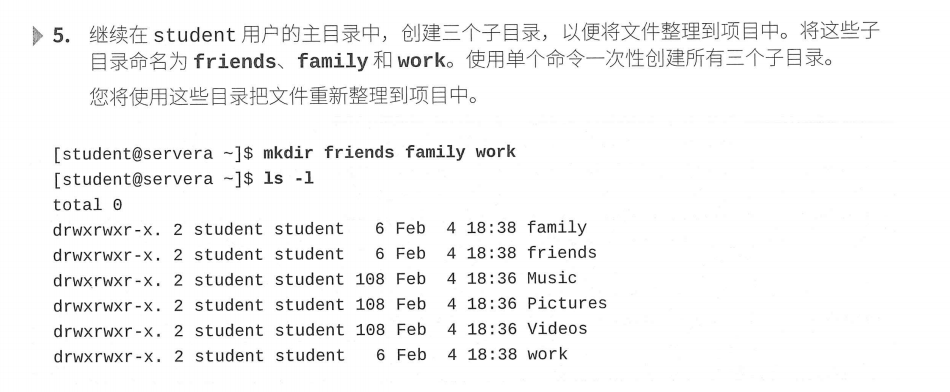 5. 继续在 student 用户的主目录中，创建三个子目录，以便将文件整理到项目中。将这些子
目录命名为 friends、family 和 work。使用单个命令一次性创建所有三个子目录。
您将使用这些目录把文件重新整理到项目中。
[student@servera ~]$ mkdir friends family work
[student@servera ~]$ ls -l
total 0
drwxrwxr-x. 2 student student   6 Feb  4 18:38 family
drwxrwxr-x. 2 student student   6 Feb  4 18:38 friends
drwxrwxr-x. 2 student student 108 Feb  4 18:36 Music
drwxrwxr-x. 2 student student 108 Feb  4 18:36 Pictures
drwxrwxr-x. 2 student student 108 Feb  4 18:36 Videos
drwxrwxr-x. 2 student student   6 Feb  4 18:38 work